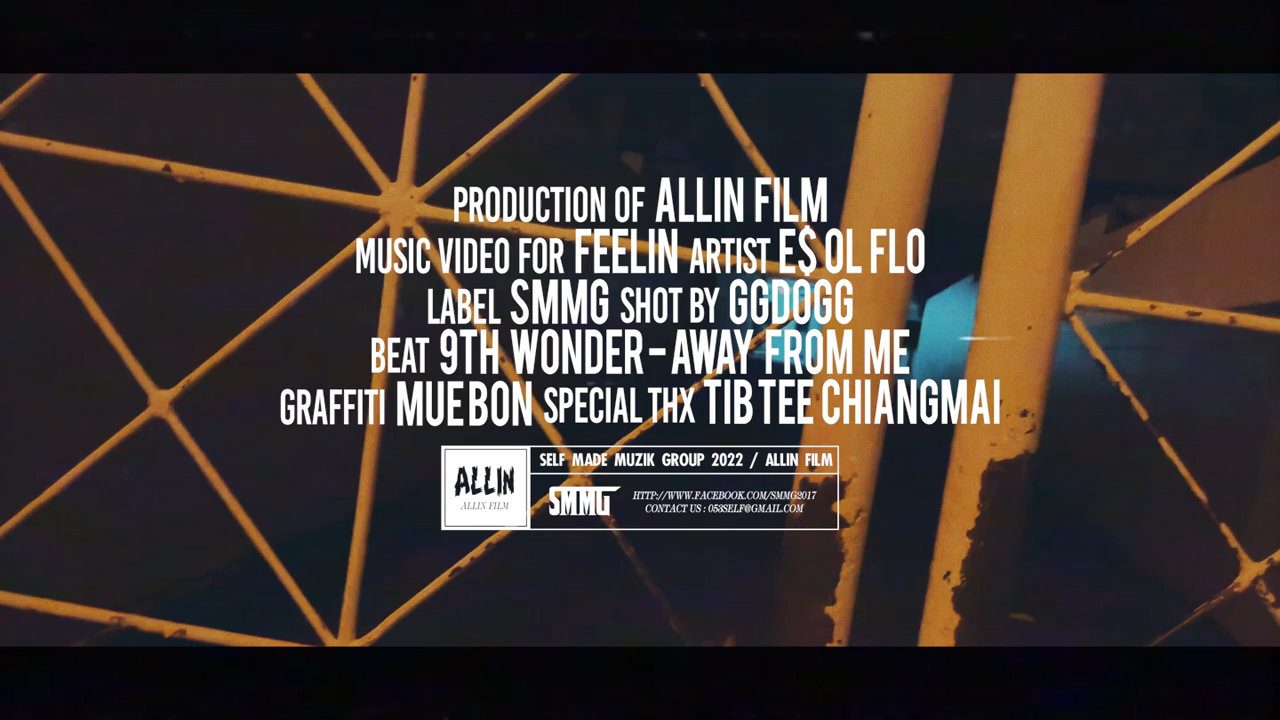 PRODUCTION OF ALLIN FILM
MUSIC VIDEO FOR FEELIN ARTIST E$ OL FLO
LABEL SMMG SHOT BY GGDOGG
BEAT 9TH WONDER - AWAY FROM ME
GRAFFITI MUEBON SPECIAL THX TIB TEE CHIANGMAI
ALLIN
ALLIN FILM
SELF MADE MUZIK GROUP 2022 / ALLIN FILM
SMMG
HTTP://WWW.FACEBOOK.COM/SMMG2017
CONTACT US : 053SELF@GMAIL.COM